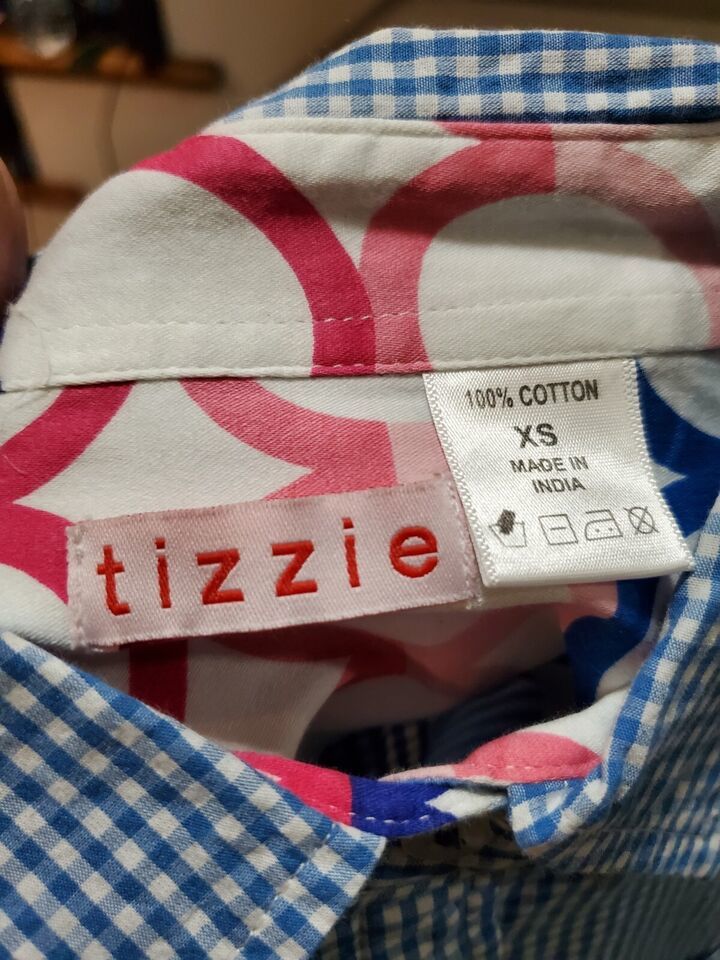 100% COTTON
XS
MADE IN
INDIA
tizzie